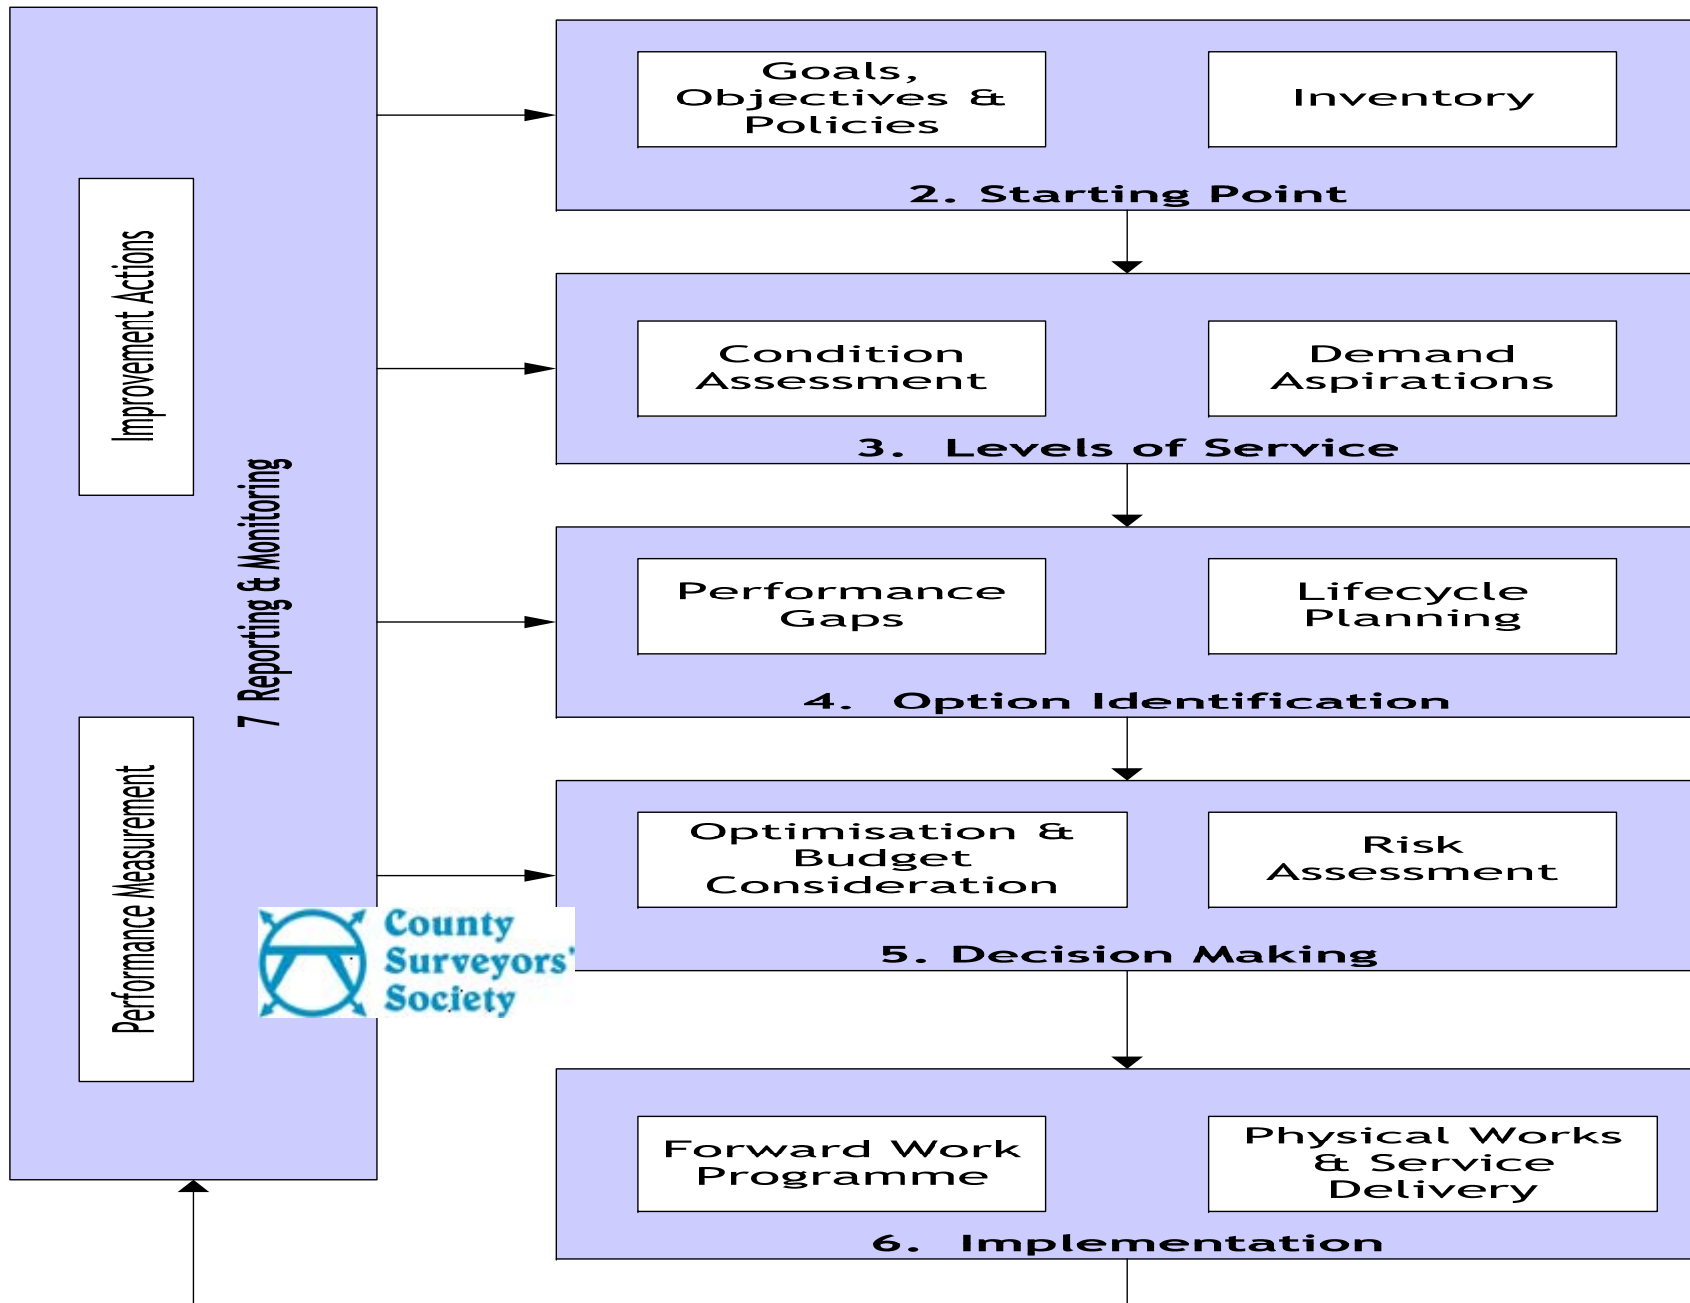 Improvement Actions
Performance Measurement
7 Reporting & Monitoring
Goals,
Objectives &
Policies
Inventory
2. Starting Point
Condition
Assessment
Demand
Aspirations
3. Levels of Service
Performance
Gaps
Lifecycle
Planning
4. Option Identification
Optimisation &
Budget
Consideration
Risk
Assessment
5. Decision Making
County
Surveyors'
Society
Forward Work
Programme
Physical Works
& Service
Delivery
6. Implementation